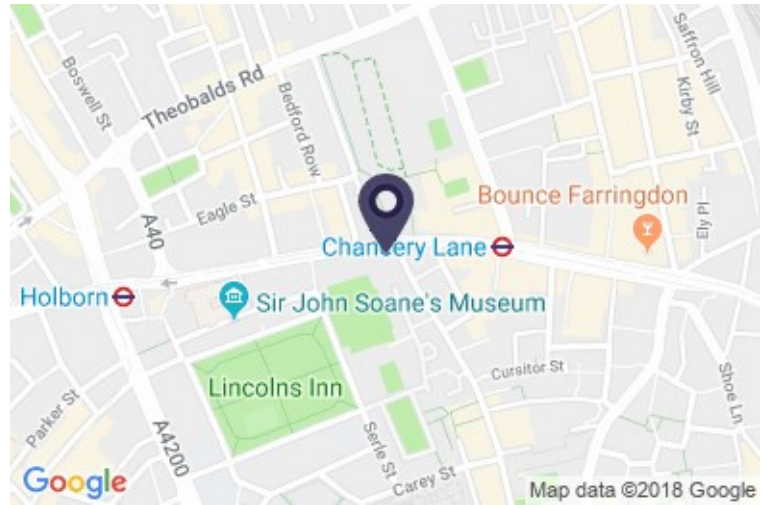 Boswell St
Theobalds Rd
Bedford Row
Saffron Hill
Kirby St
Eagle St
A40
Bounce Farringdon
Ely Pl
Chancery Lane
Holborn
Sir John Soane's Museum
Lincolns Inn
Cursitor St
Shoe Ln
Parker St
A4200
Serle St
Carey St
Google
Map data ©2018 Google